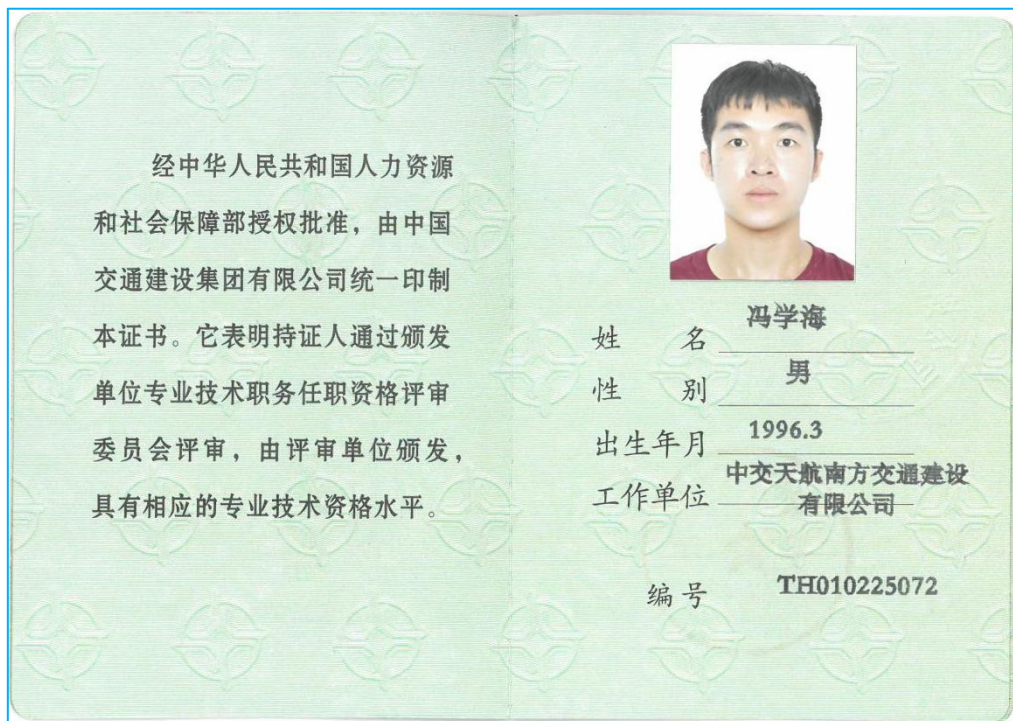 经中华人民共和国人力资源
和社会保障部授权批准，由中国
交通建设集团有限公司统一印制
本证书。它表明持证人通过颁发
单位专业技术职务任职资格评审
委员会评审，由评审单位颁发，
具有相应的专业技术资格水平。
姓 名 冯学海
性 别 男
出生年月 1996.3
工作单位 中交天航南方交通建设
有限公司
编号 TH010225072